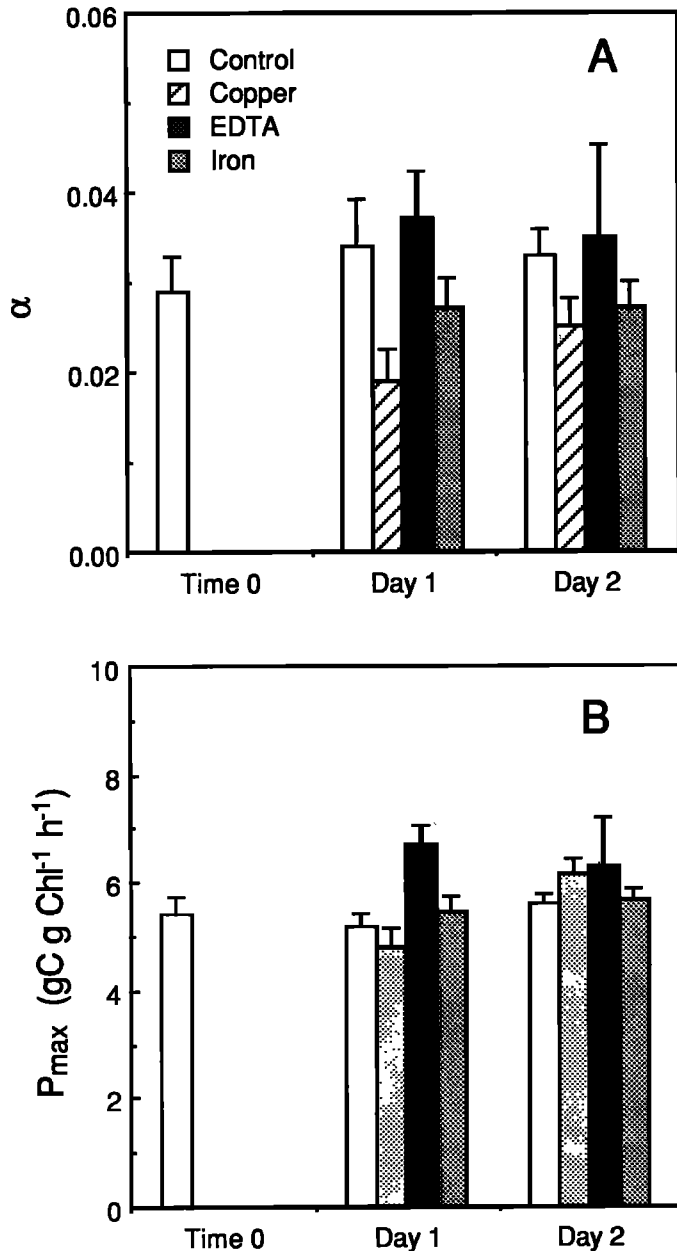 0.06
A
Control
Copper
EDTA
Iron
0.04
α
0.02
0.00
Time 0 Day 1 Day 2
10
B
8
6
Pmax (gC g Chl-1 h-1)
4
2
0
Time 0 Day 1 Day 2